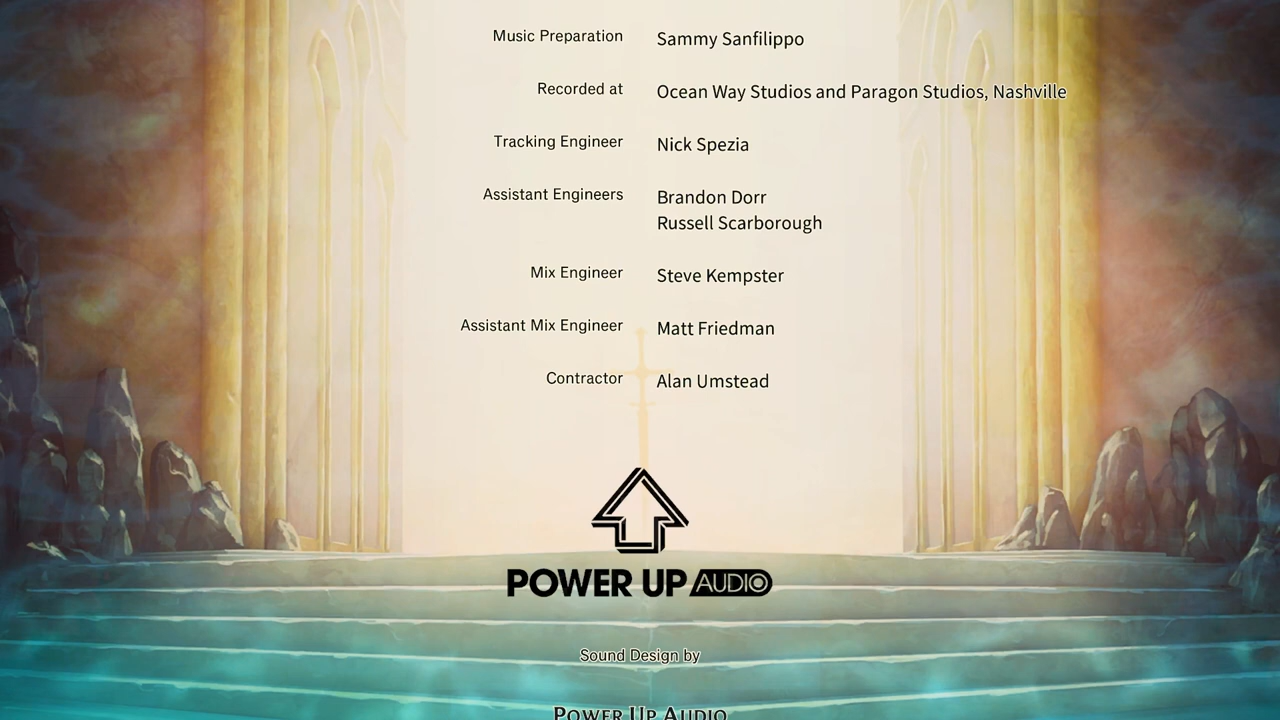 Music Preparation Sammy Sanfilippo
Recorded at Ocean Way Studios and Paragon Studios, Nashville
Tracking Engineer Nick Spezia
Assistant Engineers Brandon Dorr
Russell Scarborough
Mix Engineer Steve Kempster
Assistant Mix Engineer Matt Friedman
Contractor Alan Umstead
POWER UP AUDIO
Sound Design by
POWER UP AUDIO